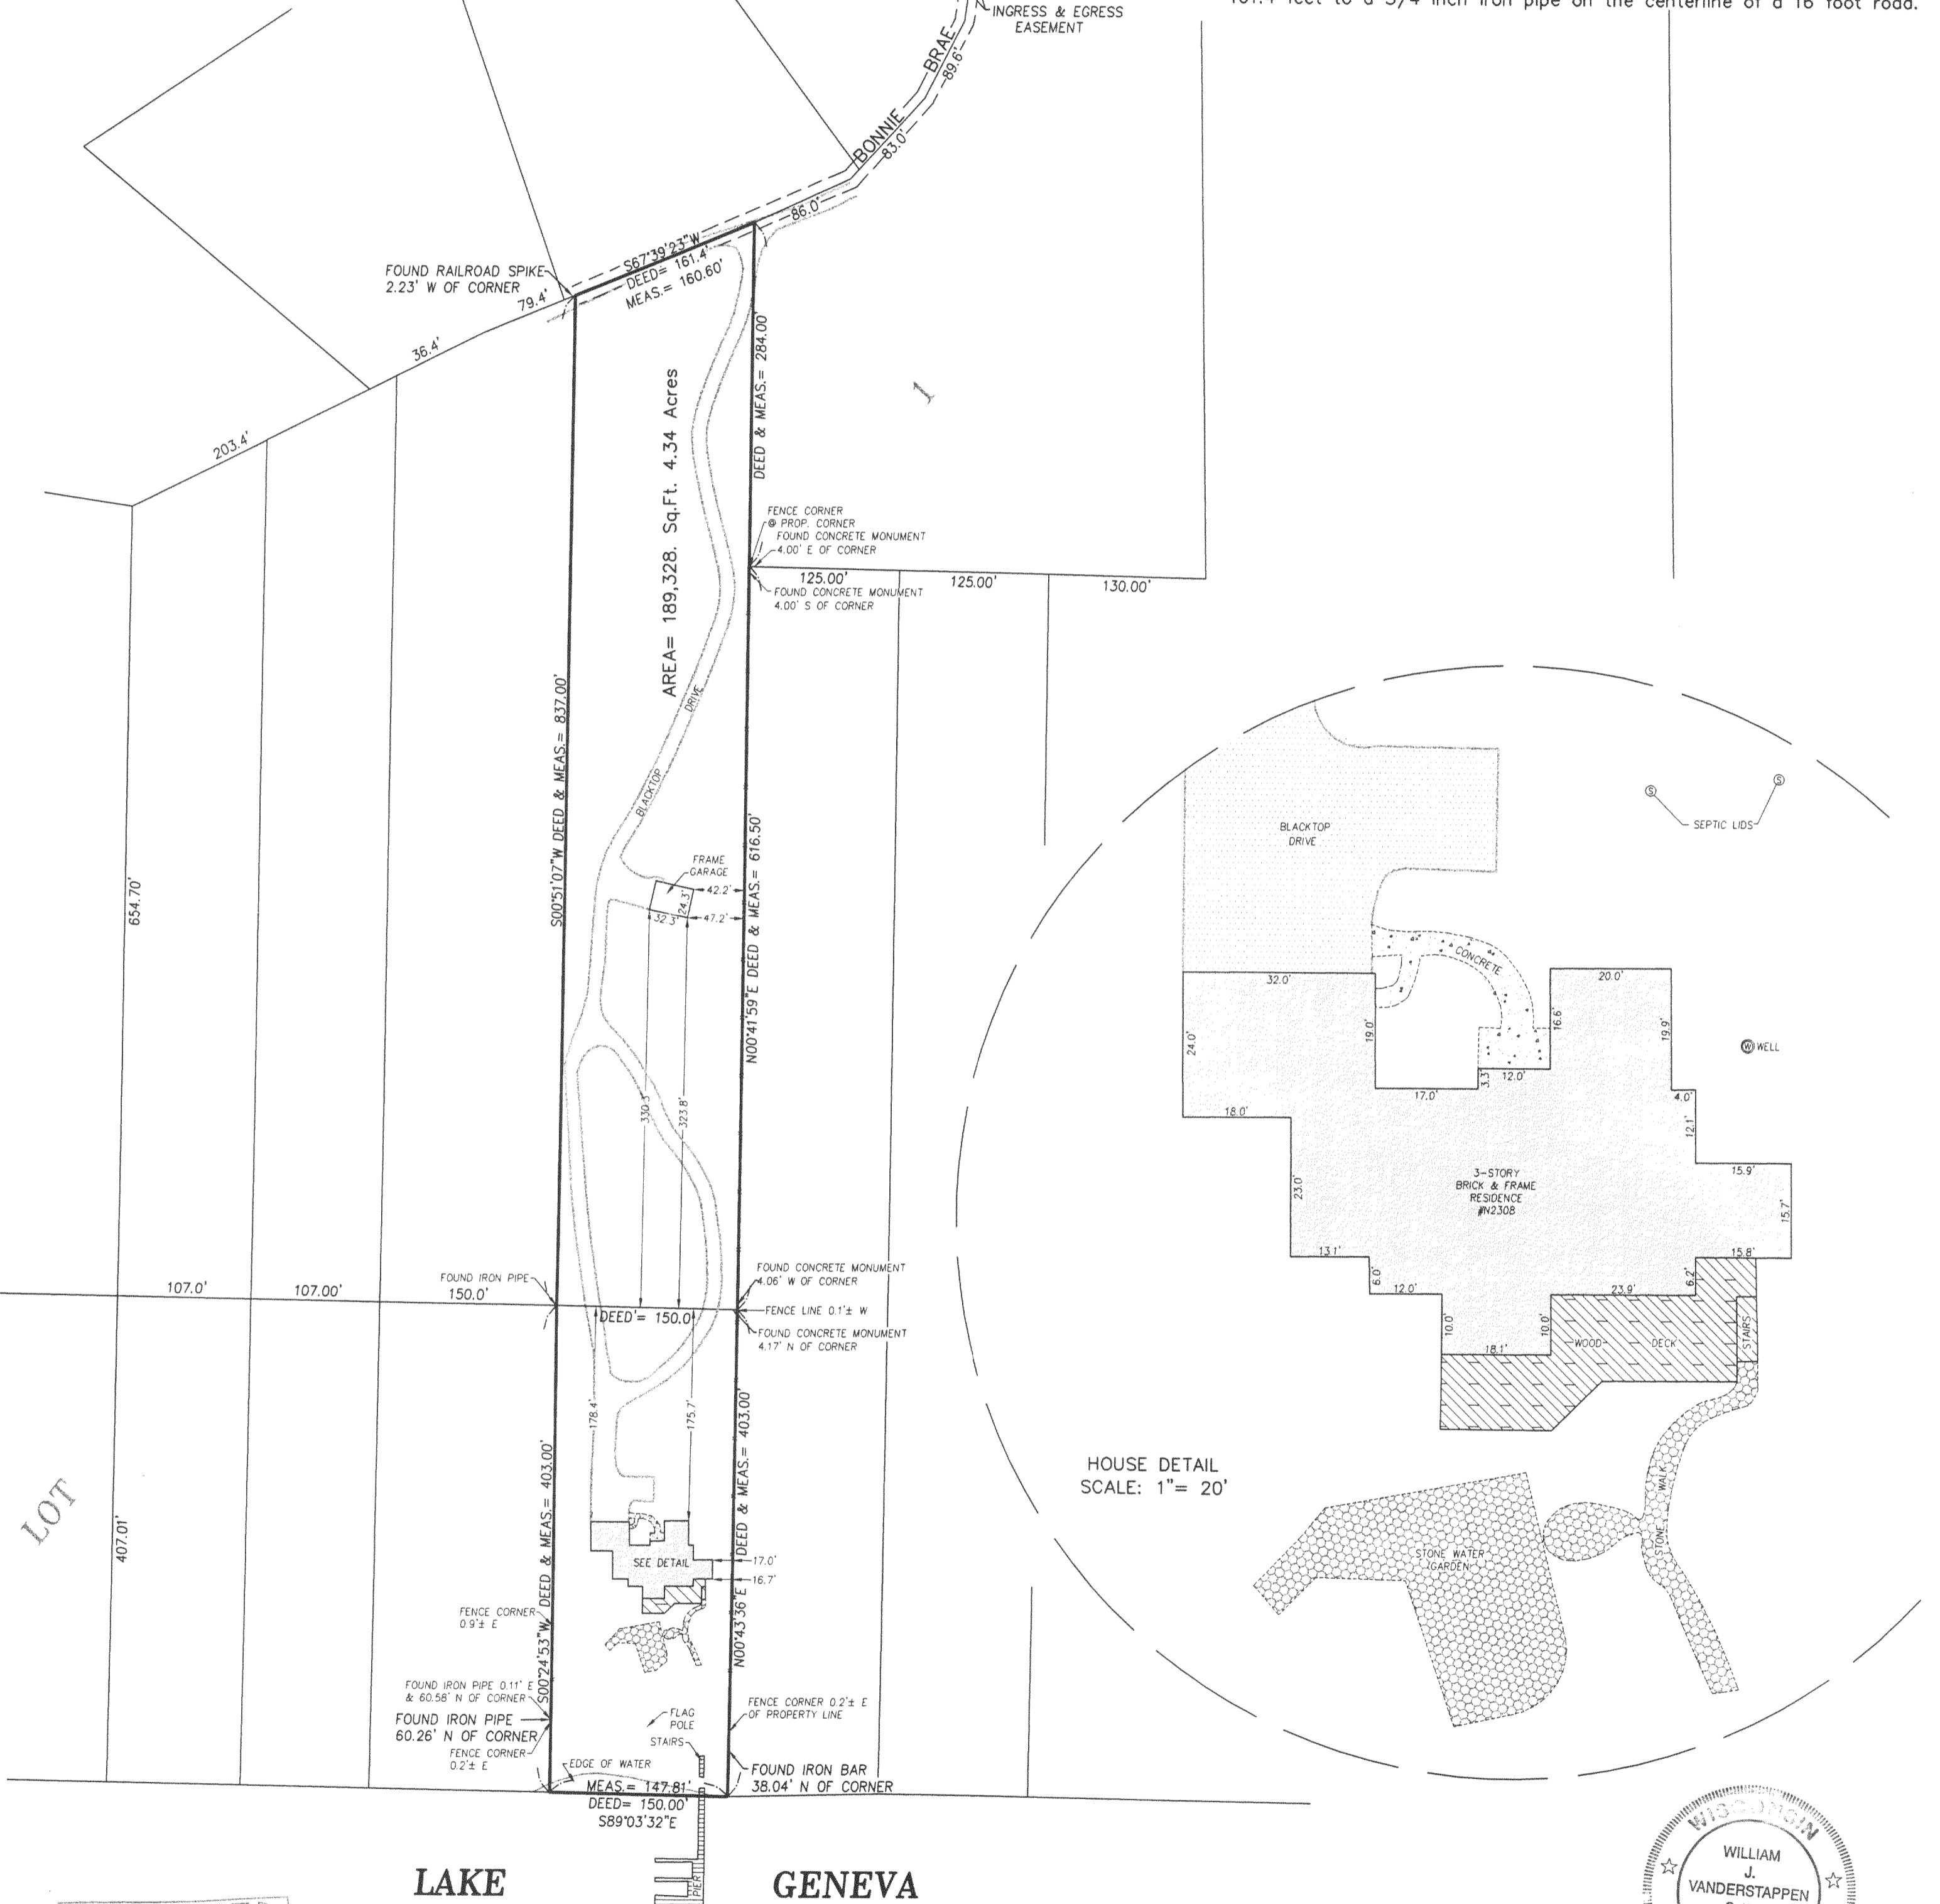 INGRESS & EGRESS
EASEMENT
BONNIE BRAE
89.6'
83.0'
86.0'
S67°39'23"W
DEED= 161.4'
MEAS.= 160.60'
FOUND RAILROAD SPIKE
2.23' W OF CORNER
79.4'
36.4'
203.4'
DEED & MEAS.= 284.00'
AREA= 189,328. Sq.Ft. 4.34 Acres
1
FENCE CORNER
@ PROP. CORNER
FOUND CONCRETE MONUMENT
4.00' E OF CORNER
125.00'
125.00'
130.00'
FOUND CONCRETE MONUMENT
4.00' S OF CORNER
S00°51'07"W DEED & MEAS.= 837.00'
BLACKTOP DRIVE
N00°41'59"E DEED & MEAS.= 616.50'
FRAME
GARAGE
42.2'
24.3'
32.3'
47.2'
654.70'
330.3'
323.8'
FOUND IRON PIPE
107.0'
107.00'
150.0'
DEED= 150.0'
FOUND CONCRETE MONUMENT
4.06' W OF CORNER
FENCE LINE 0.1'± W
FOUND CONCRETE MONUMENT
4.17' N OF CORNER
178.4'
175.7'
S00°24'53"W DEED & MEAS.= 403.00'
N00°43'36"E DEED & MEAS.= 403.00'
LOT
407.01'
SEE DETAIL
17.0'
16.7'
FENCE CORNER
0.9'± E
FOUND IRON PIPE 0.11' E
& 60.58' N OF CORNER
FOUND IRON PIPE
60.26' N OF CORNER
FENCE CORNER
0.2'± E
FLAG
POLE
STAIRS
FENCE CORNER 0.2'± E
OF PROPERTY LINE
EDGE OF WATER
FOUND IRON BAR
38.04' N OF CORNER
MEAS.= 147.81'
DEED= 150.00'
S89°03'32"E
PIER
LAKE GENEVA
BLACKTOP
DRIVE
SEPTIC LIDS
S
S
CONCRETE
32.0'
20.0'
24.0'
19.0'
16.6'
19.9'
W WELL
3.3'
12.0'
17.0'
4.0'
18.0'
12.1'
15.9'
3-STORY
BRICK & FRAME
RESIDENCE
#N2308
23.0'
15.7'
13.1'
15.8'
6.0'
6.2'
12.0'
23.9'
10.0'
10.0'
18.1'
WOOD DECK
STAIRS
HOUSE DETAIL
SCALE: 1"= 20'
STONE WALK
STONE WATER
GARDEN
WISCONSIN
WILLIAM
J.
VANDERSTAPPEN